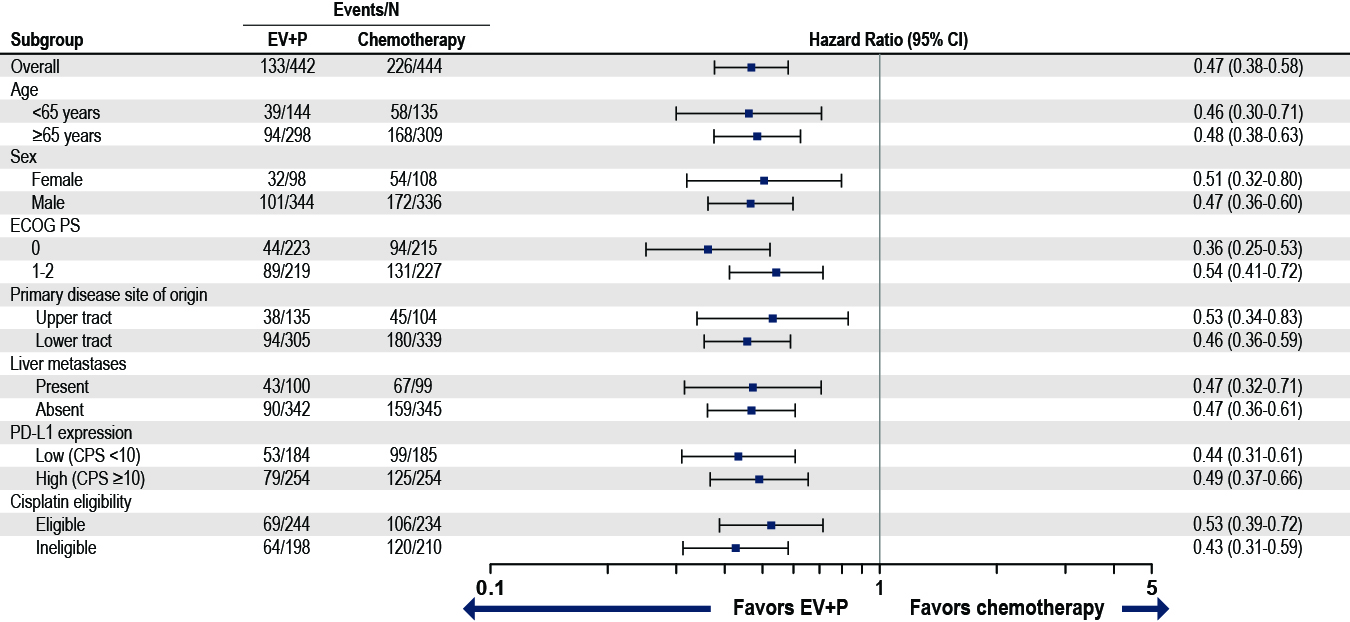 Events/N
Subgroup EV+P Chemotherapy Hazard Ratio (95% CI)
Overall 133/442 226/444 0.47 (0.38-0.58)
Age
<65 years 39/144 58/135 0.46 (0.30-0.71)
≥65 years 94/298 168/309 0.48 (0.38-0.63)
Sex
Female 32/98 54/108 0.51 (0.32-0.80)
Male 101/344 172/336 0.47 (0.36-0.60)
ECOG PS
0 44/223 94/215 0.36 (0.25-0.53)
1-2 89/219 131/227 0.54 (0.41-0.72)
Primary disease site of origin
Upper tract 38/135 45/104 0.53 (0.34-0.83)
Lower tract 94/305 180/339 0.46 (0.36-0.59)
Liver metastases
Present 43/100 67/99 0.47 (0.32-0.71)
Absent 90/342 159/345 0.47 (0.36-0.61)
PD-L1 expression
Low (CPS <10) 53/184 99/185 0.44 (0.31-0.61)
High (CPS ≥10) 79/254 125/254 0.49 (0.37-0.66)
Cisplatin eligibility
Eligible 69/244 106/234 0.53 (0.39-0.72)
Ineligible 64/198 120/210 0.43 (0.31-0.59)
0.1 1 5
Favors EV+P Favors chemotherapy